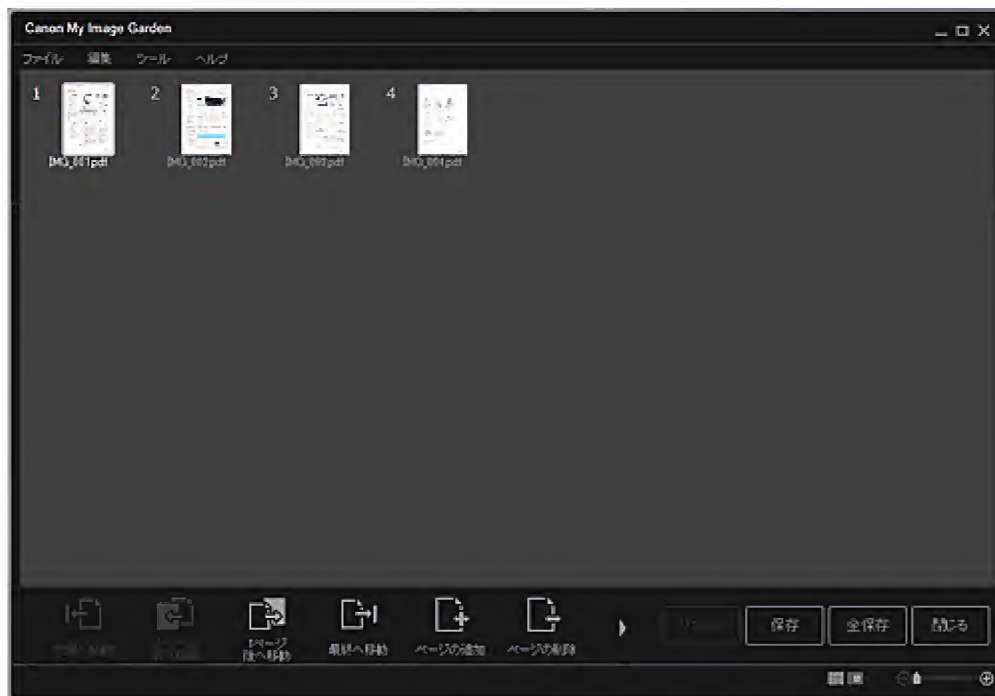 Canon My Image Garden
ファイル 編集 ツール ヘルプ
1 2 3 4
IMG_001.pdf IMG_002.pdf IMG_003.pdf IMG_004.pdf
1ページ
後へ移動
最終へ移動
ページの追加
ページの削除
保存
全保存
閉じる